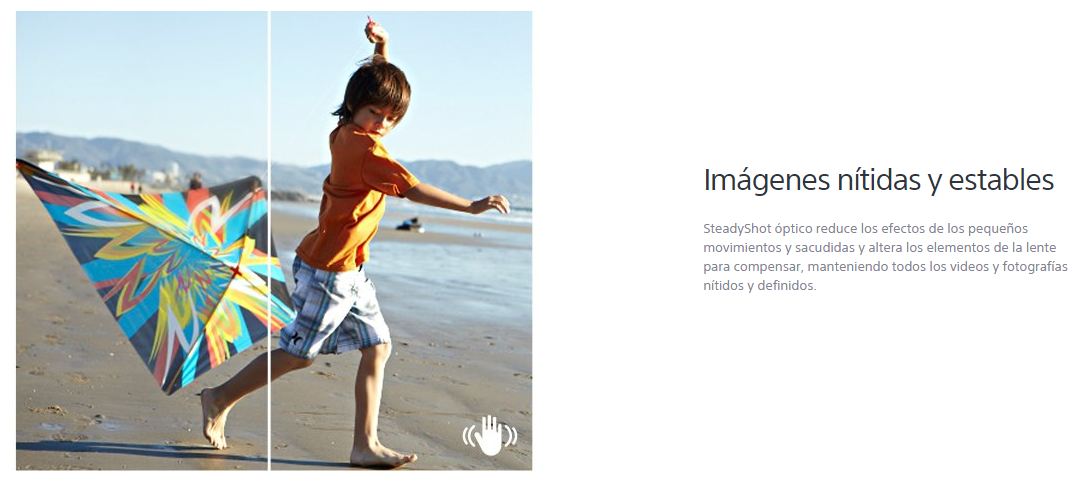 Imágenes nítidas y estables
SteadyShot óptico reduce los efectos de los pequeños
movimientos y sacudidas y altera los elementos de la lente
para compensar, manteniendo todos los videos y fotografías
nítidos y definidos.